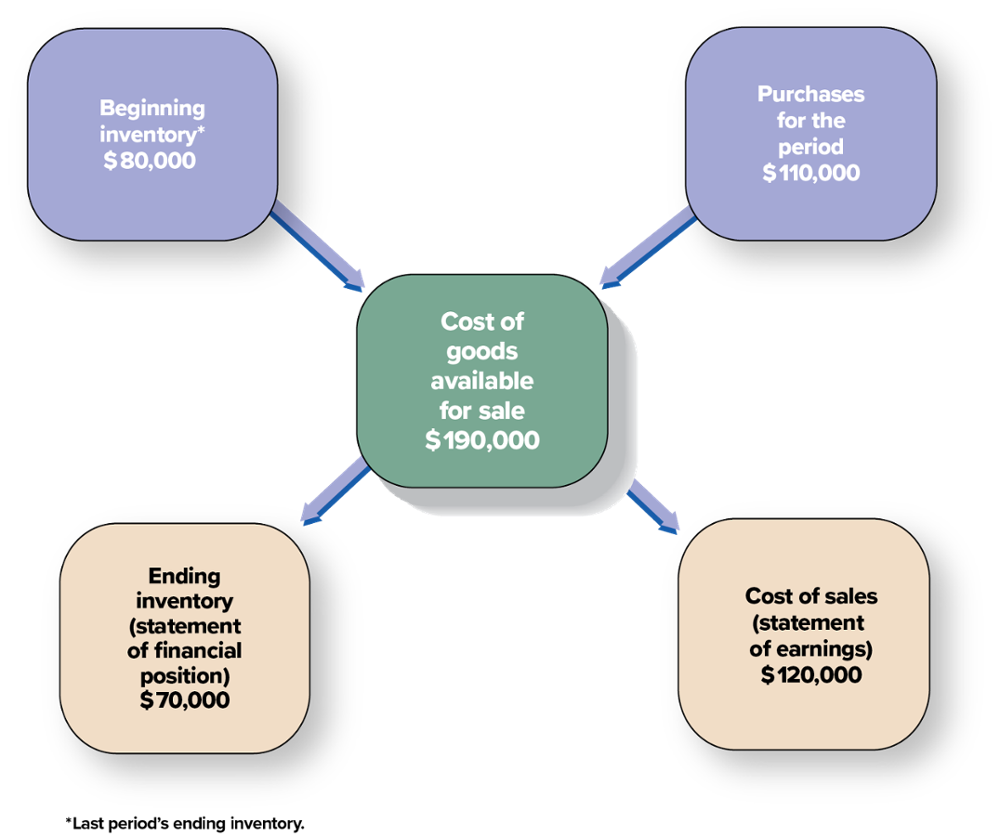 Beginning
inventory*
$80,000
Purchases
for the
period
$110,000
Cost of
goods
available
for sale
$190,000
Ending
inventory
(statement
of financial
position)
$70,000
Cost of sales
(statement
of earnings)
$120,000
*Last period’s ending inventory.